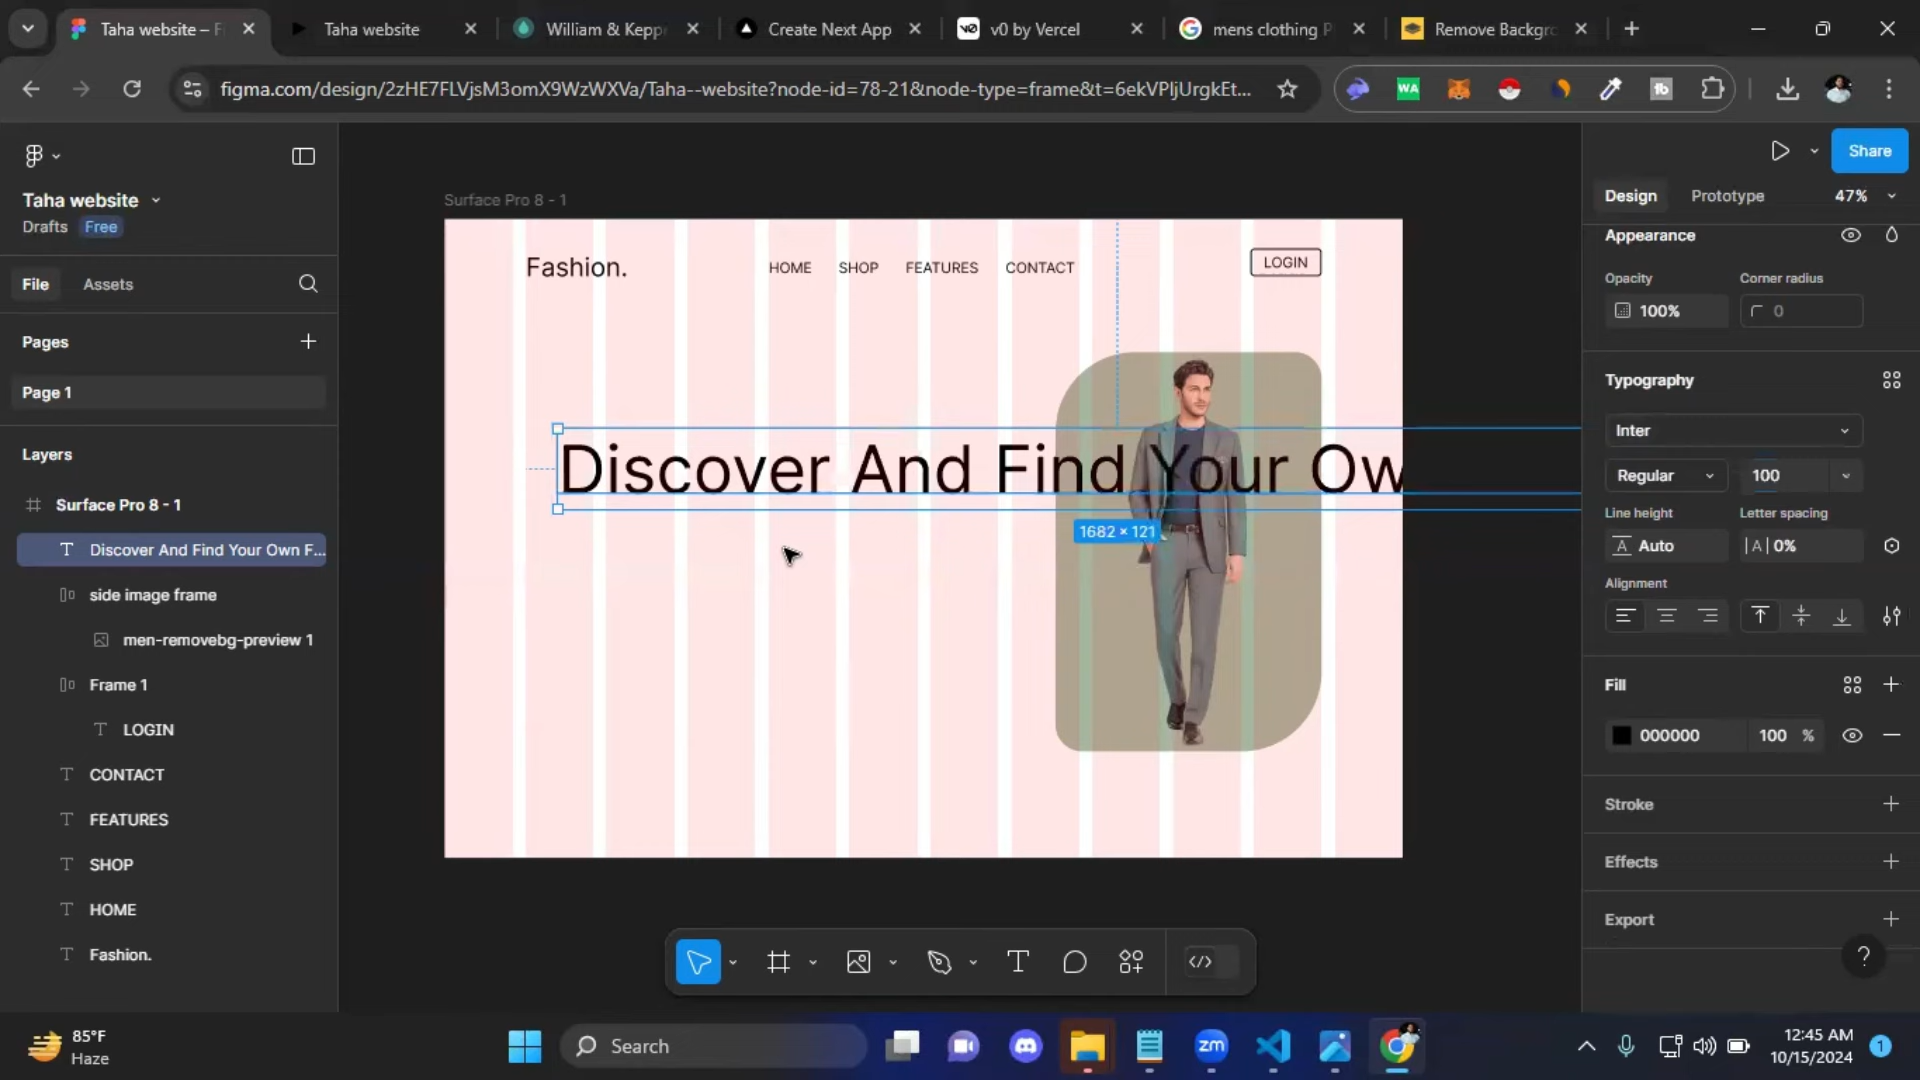 Taha website – F
Taha website
William & Kepp
Create Next App
v0 by Vercel
mens clothing P
Remove Backgr
figma.com/design/2zHE7FLVjsM3omX9WzWXVa/Taha--website?node-id=78-21&node-type=frame&t=6ekVPljUrgkEt...
WA
Taha website
Drafts
Free
File
Assets
Pages
Page 1
Layers
Surface Pro 8 - 1
Discover And Find Your Own F...
side image frame
men-removebg-preview 1
Frame 1
LOGIN
CONTACT
FEATURES
SHOP
HOME
Fashion.
Surface Pro 8 - 1
Fashion.
HOME
SHOP
FEATURES
CONTACT
LOGIN
Discover And Find Your Ow
1682 × 121
Share
Design
Prototype
47%
Appearance
Opacity
Corner radius
100%
0
Typography
Inter
Regular
100
Line height
Letter spacing
Auto
0%
Alignment
Fill
000000
100
%
Stroke
Effects
Export
?
85°F
Haze
Search
zm
12:45 AM
10/15/2024
1